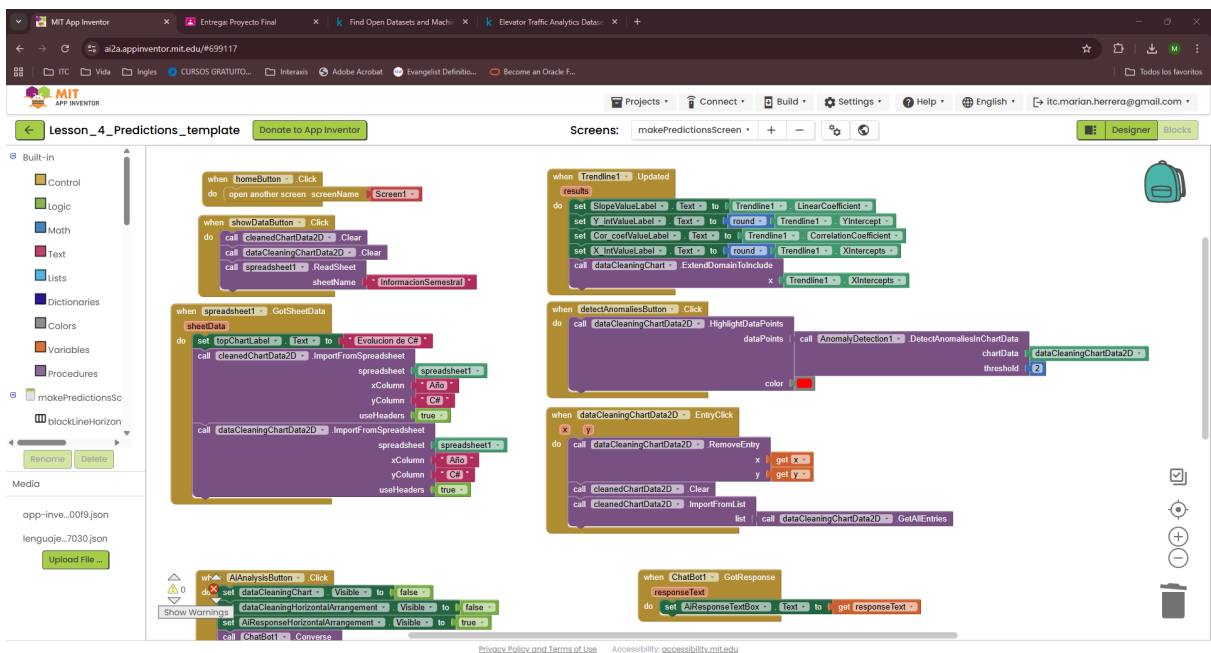 MIT App Inventor
Entrega: Proyecto Final
Find Open Datasets and Machin
Elevator Traffic Analytics Datase
ai2a.appinventor.mit.edu/#699117
M
ITC
Vida
Ingles
CURSOS GRATUITO...
Interaxis
Adobe Acrobat
Evangelist Definitio...
Become an Oracle F...
Todos los favoritos
MIT
APP INVENTOR
Projects
Connect
Build
Settings
Help
English
itc.marian.herrera@gmail.com
Lesson_4_Predictions_template
Donate to App Inventor
Screens:
makePredictionsScreen
Designer
Blocks
Built-in
Control
Logic
Math
Text
Lists
Dictionaries
Colors
Variables
Procedures
makePredictionsSc
blackLineHorizon
Rename
Delete
Media
app-inve...00f9.json
lenguaje...7030.json
Upload File ...
when homeButton .Click
do open another screen screenName Screen1
when showDataButton .Click
do call cleanedChartData2D .Clear
call dataCleaningChartData2D .Clear
call spreadsheet1 .ReadSheet
sheetName " InformacionSemestral "
when spreadsheet1 .GotSheetData
sheetData
do set topChartLabel . Text to " Evolucion de C# "
call cleanedChartData2D .ImportFromSpreadsheet
spreadsheet spreadsheet1
xColumn " Año "
yColumn " C# "
useHeaders true
call dataCleaningChartData2D .ImportFromSpreadsheet
spreadsheet spreadsheet1
xColumn " Año "
yColumn " C# "
useHeaders true
when Trendline1 .Updated
results
do set SlopeValueLabel . Text to Trendline1 . LinearCoefficient
set Y_intValueLabel . Text to round Trendline1 . YIntercept
set Cor_coefValueLabel . Text to Trendline1 . CorrelationCoefficient
set X_IntValueLabel . Text to round Trendline1 . XIntercepts
call dataCleaningChart .ExtendDomainToInclude
x Trendline1 . XIntercepts
when detectAnomaliesButton .Click
do call dataCleaningChartData2D .HighlightDataPoints
dataPoints call AnomalyDetection1 .DetectAnomaliesInChartData
chartData dataCleaningChartData2D
threshold 2
color
when dataCleaningChartData2D .EntryClick
x y
do call dataCleaningChartData2D .RemoveEntry
x get x
y get y
call cleanedChartData2D .Clear
call cleanedChartData2D .ImportFromList
list call dataCleaningChartData2D .GetAllEntries
when AiAnalysisButton .Click
do set dataCleaningChart . Visible to false
dataCleaningHorizontalArrangement . Visible to false
set AiResponseHorizontalArrangement . Visible to true
call ChatBot1 .Converse
0
Show Warnings
when ChatBot1 .GotResponse
responseText
do set AiResponseTextBox . Text to get responseText
Privacy Policy and Terms of Use
Accessibility: accessibility.mit.edu